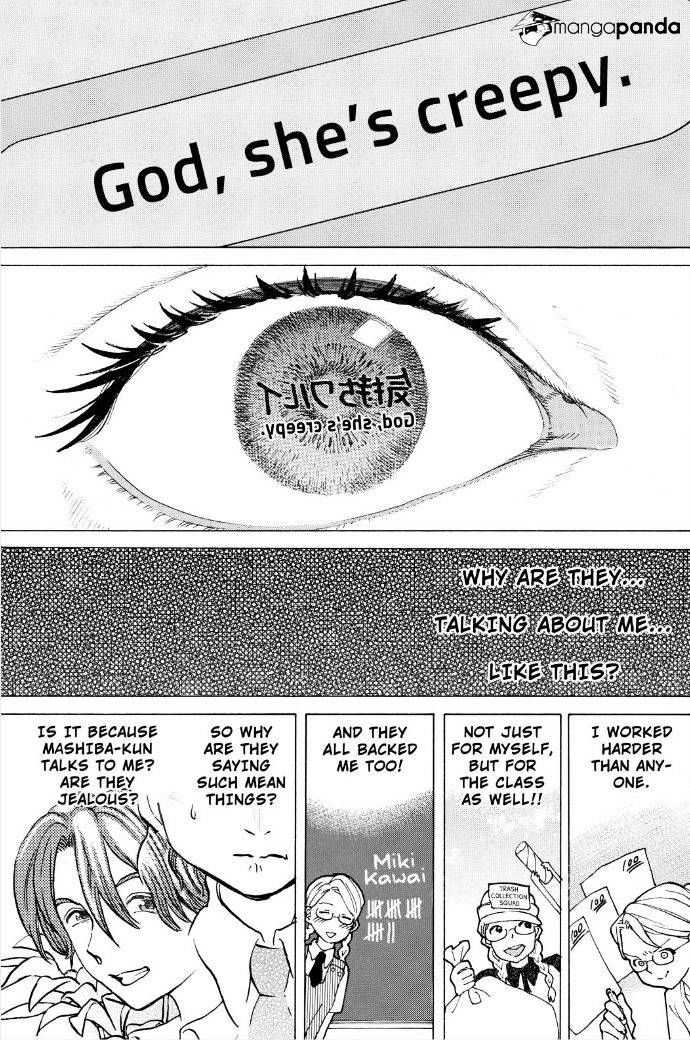 mangapanda
God, she's creepy.
気持ちワルイ
God, she's creepy.
WHY ARE THEY...
TALKING ABOUT ME...
LIKE THIS?
I WORKED
HARDER
THAN ANY-
ONE.
100
100
100
NOT JUST
FOR MYSELF,
BUT FOR
THE CLASS
AS WELL!!
TRASH
COLLECTION
SQUAD
AND THEY
ALL BACKED
ME TOO!
Miki
Kawai
SO WHY
ARE THEY
SAYING
SUCH MEAN
THINGS?
IS IT BECAUSE
MASHIBA-KUN
TALKS TO ME?
ARE THEY
JEALOUS?